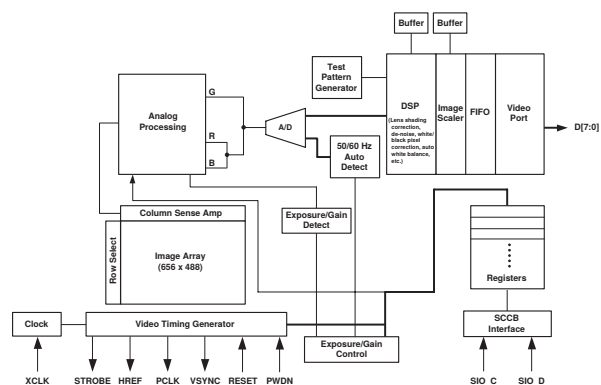 Buffer
Buffer
Test
Pattern
Generator
G
R
B
Analog
Processing
A/D
50/60 Hz
Auto
Detect
DSP
(Lens shading
correction,
de-noise, white/
black pixel
correction, auto
white balance,
etc.)
Image
Scaler
FIFO
Video
Port
D[7:0]
Column Sense Amp
Row Select
Image Array
(656 x 488)
Exposure/Gain
Detect
Registers
Clock
Video Timing Generator
Exposure/Gain
Control
SCCB
Interface
XCLK
STROBE
HREF
PCLK
VSYNC
RESET
PWDN
SIO_C
SIO_D